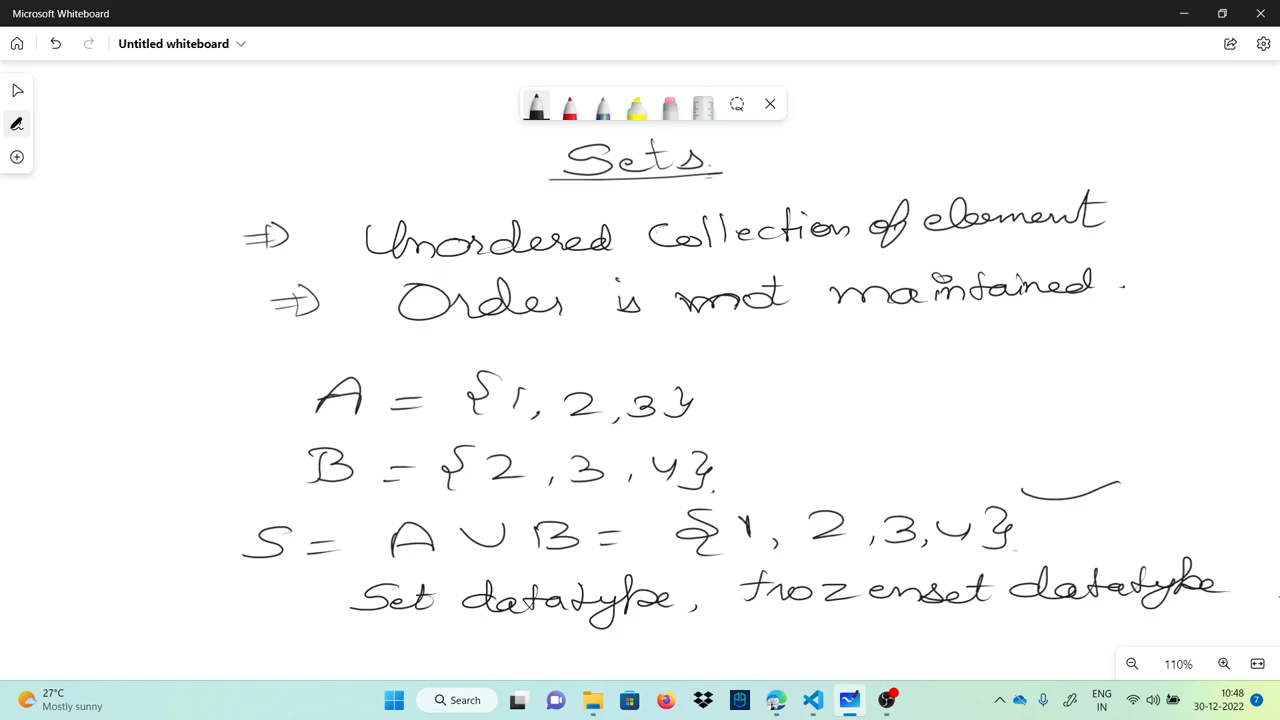 Microsoft Whiteboard
Untitled whiteboard
Sets.
⇒ Unordered collection of element
⇒ Order is not maintained.
A = {1, 2, 3}
B = {2, 3, 4}.
S = A ∪ B = {1, 2, 3, 4}.
Set datatype, frozenset datatype
110%
27°C
Mostly sunny
Search
ENG
IN
10:48
30-12-2022
7